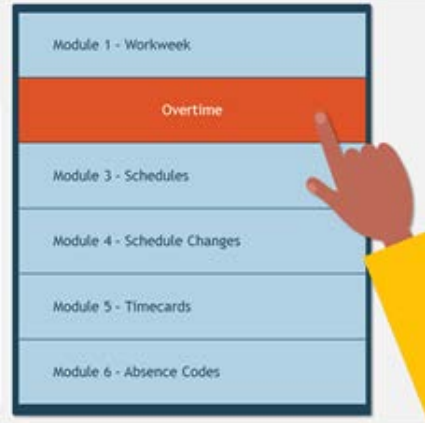 Module 1 - Workweek
Overtime
Module 3 - Schedules
Module 4 - Schedule Changes
Module 5 - Timecards
Module 6 - Absence Codes